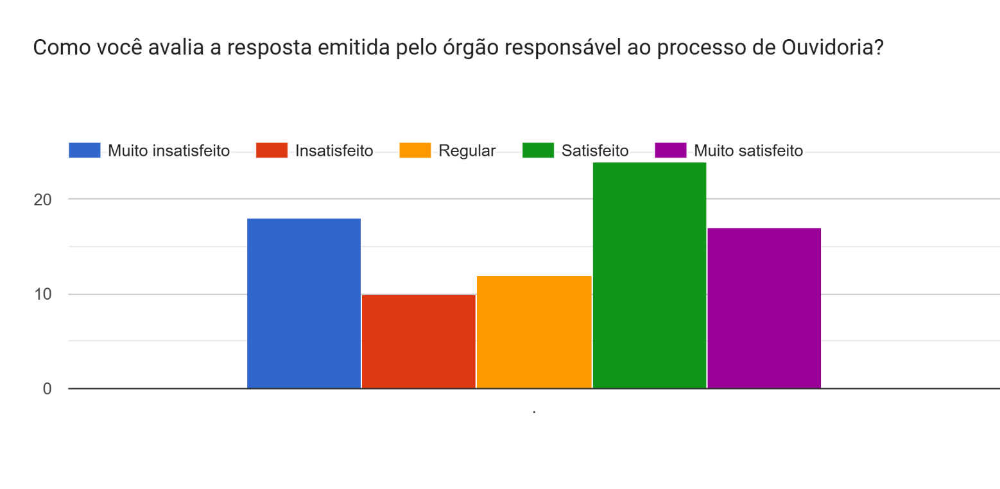 Como você avalia a resposta emitida pelo órgão responsável ao processo de Ouvidoria?
Muito insatisfeito Insatisfeito Regular Satisfeito Muito satisfeito
20
10
0
.